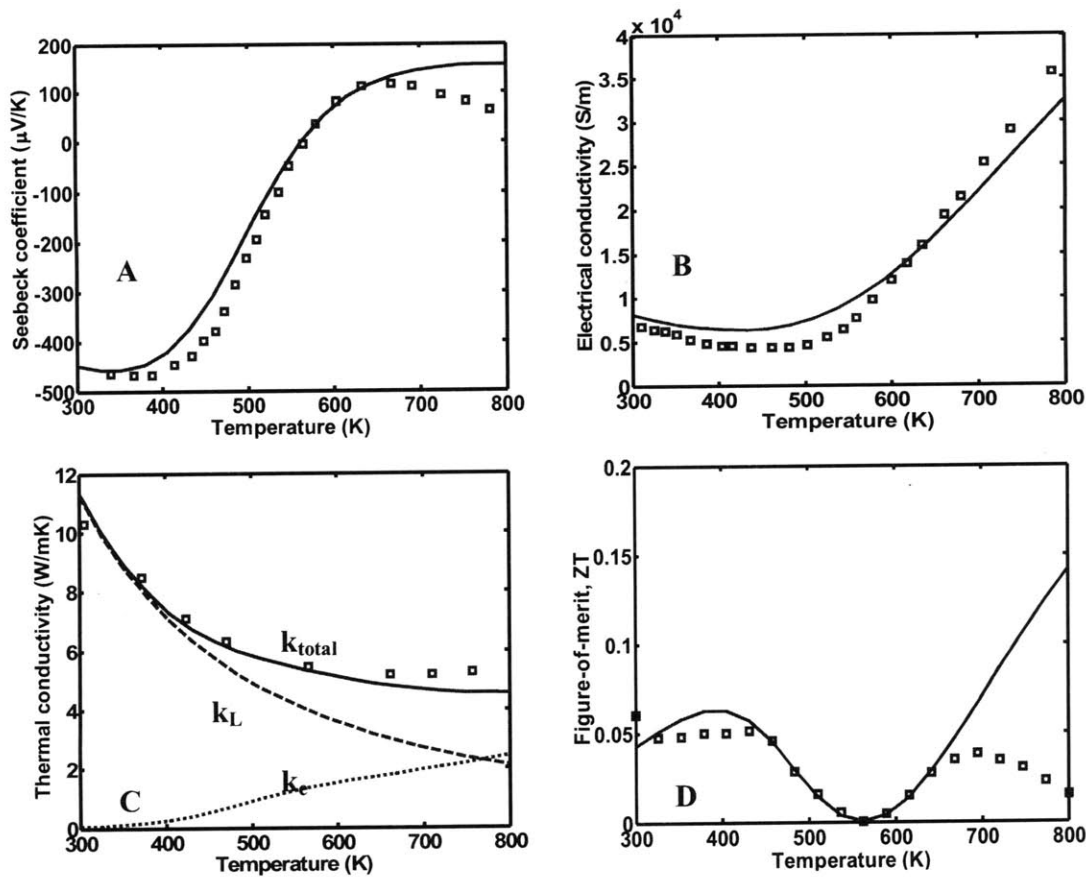 200
100
0
-100
-200
-300
-400
-500
Seebeck coefficient (μV/K)
A
300 400 500 600 700 800
Temperature (K)
x 10⁴
4
3.5
3
2.5
2
1.5
1
0.5
0
Electrical conductivity (S/m)
B
300 400 500 600 700 800
Temperature (K)
12
10
8
6
4
2
0
Thermal conductivity (W/mK)
k_total
k_L
k_e
C
300 400 500 600 700 800
Temperature (K)
0.2
0.15
0.1
0.05
0
Figure-of-merit, ZT
D
300 400 500 600 700 800
Temperature (K)